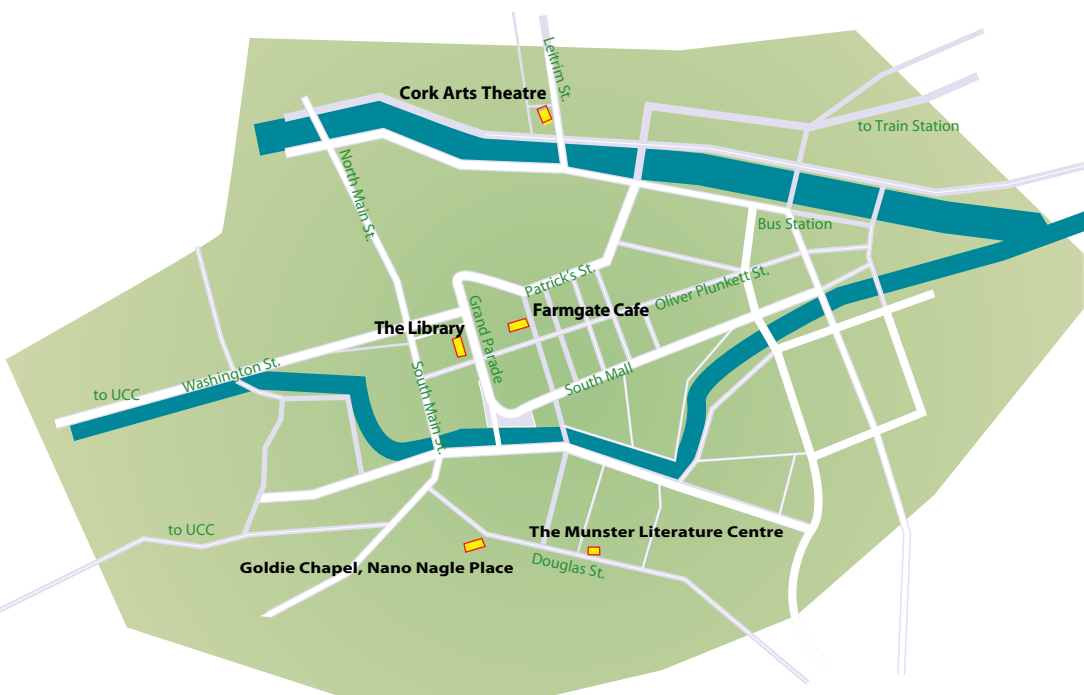 Leitrim St.
Cork Arts Theatre
to Train Station
North Main St.
Bus Station
Patrick's St.
Oliver Plunkett St.
Grand Parade
Farmgate Cafe
The Library
Washington St.
to UCC
South Main St.
South Mall
to UCC
The Munster Literature Centre
Goldie Chapel, Nano Nagle Place
Douglas St.